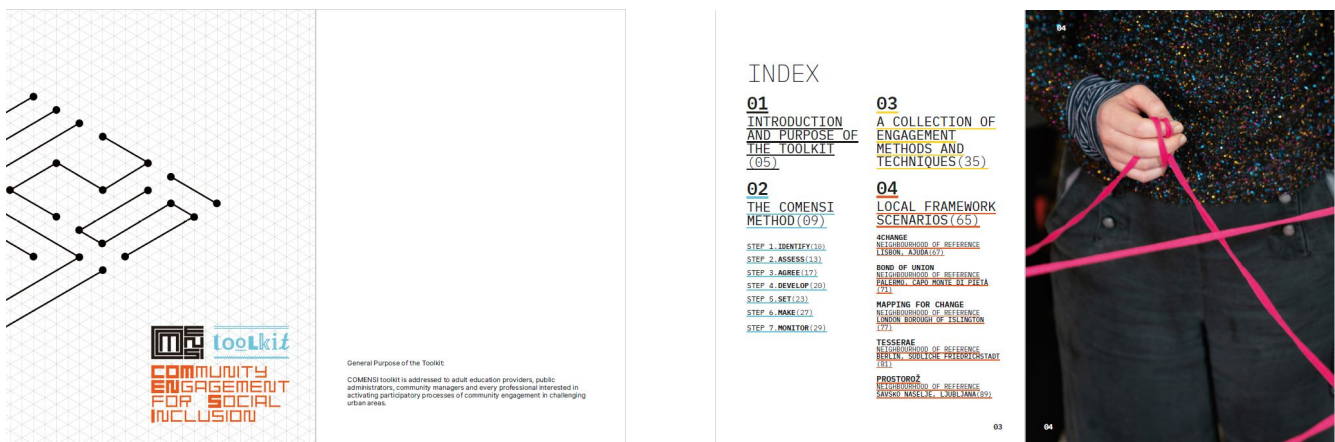 COMENSI
tooLkit
COMMUNITY
ENGAGEMENT
FOR SOCIAL
INCLUSION
General Purpose of the Toolkit:
COMENSI toolkit is addressed to adult education providers, public
administrators, community managers and every professional interested in
activating participatory processes of community engagement in challenging
urban areas.
INDEX
01
INTRODUCTION
AND PURPOSE OF
THE TOOLKIT
(05)
02
THE COMENSI
METHOD(09)
STEP 1.IDENTIFY(10)
STEP 2.ASSESS(13)
STEP 3.AGREE(17)
STEP 4.DEVELOP(20)
STEP 5.SET(23)
STEP 6.MAKE(27)
STEP 7.MONITOR(29)
03
A COLLECTION OF
ENGAGEMENT
METHODS AND
TECHNIQUES(35)
04
LOCAL FRAMEWORK
SCENARIOS(65)
4CHANGE
NEIGHBOURHOOD OF REFERENCE
LISBON, AJUDA(67)
BOND OF UNION
NEIGHBOURHOOD OF REFERENCE
PALERMO, CAPO MONTE DI PIETÀ
(71)
MAPPING FOR CHANGE
NEIGHBOURHOOD OF REFERENCE
LONDON BOROUGH OF ISLINGTON
(77)
TESSERAE
NEIGHBOURHOOD OF REFERENCE
BERLIN, SÜDLICHE FRIEDRICHSTADT
(81)
PROSTOROŽ
NEIGHBOURHOOD OF REFERENCE
SAVSKO NASELJE, LJUBLJANA(89)
03
04
04